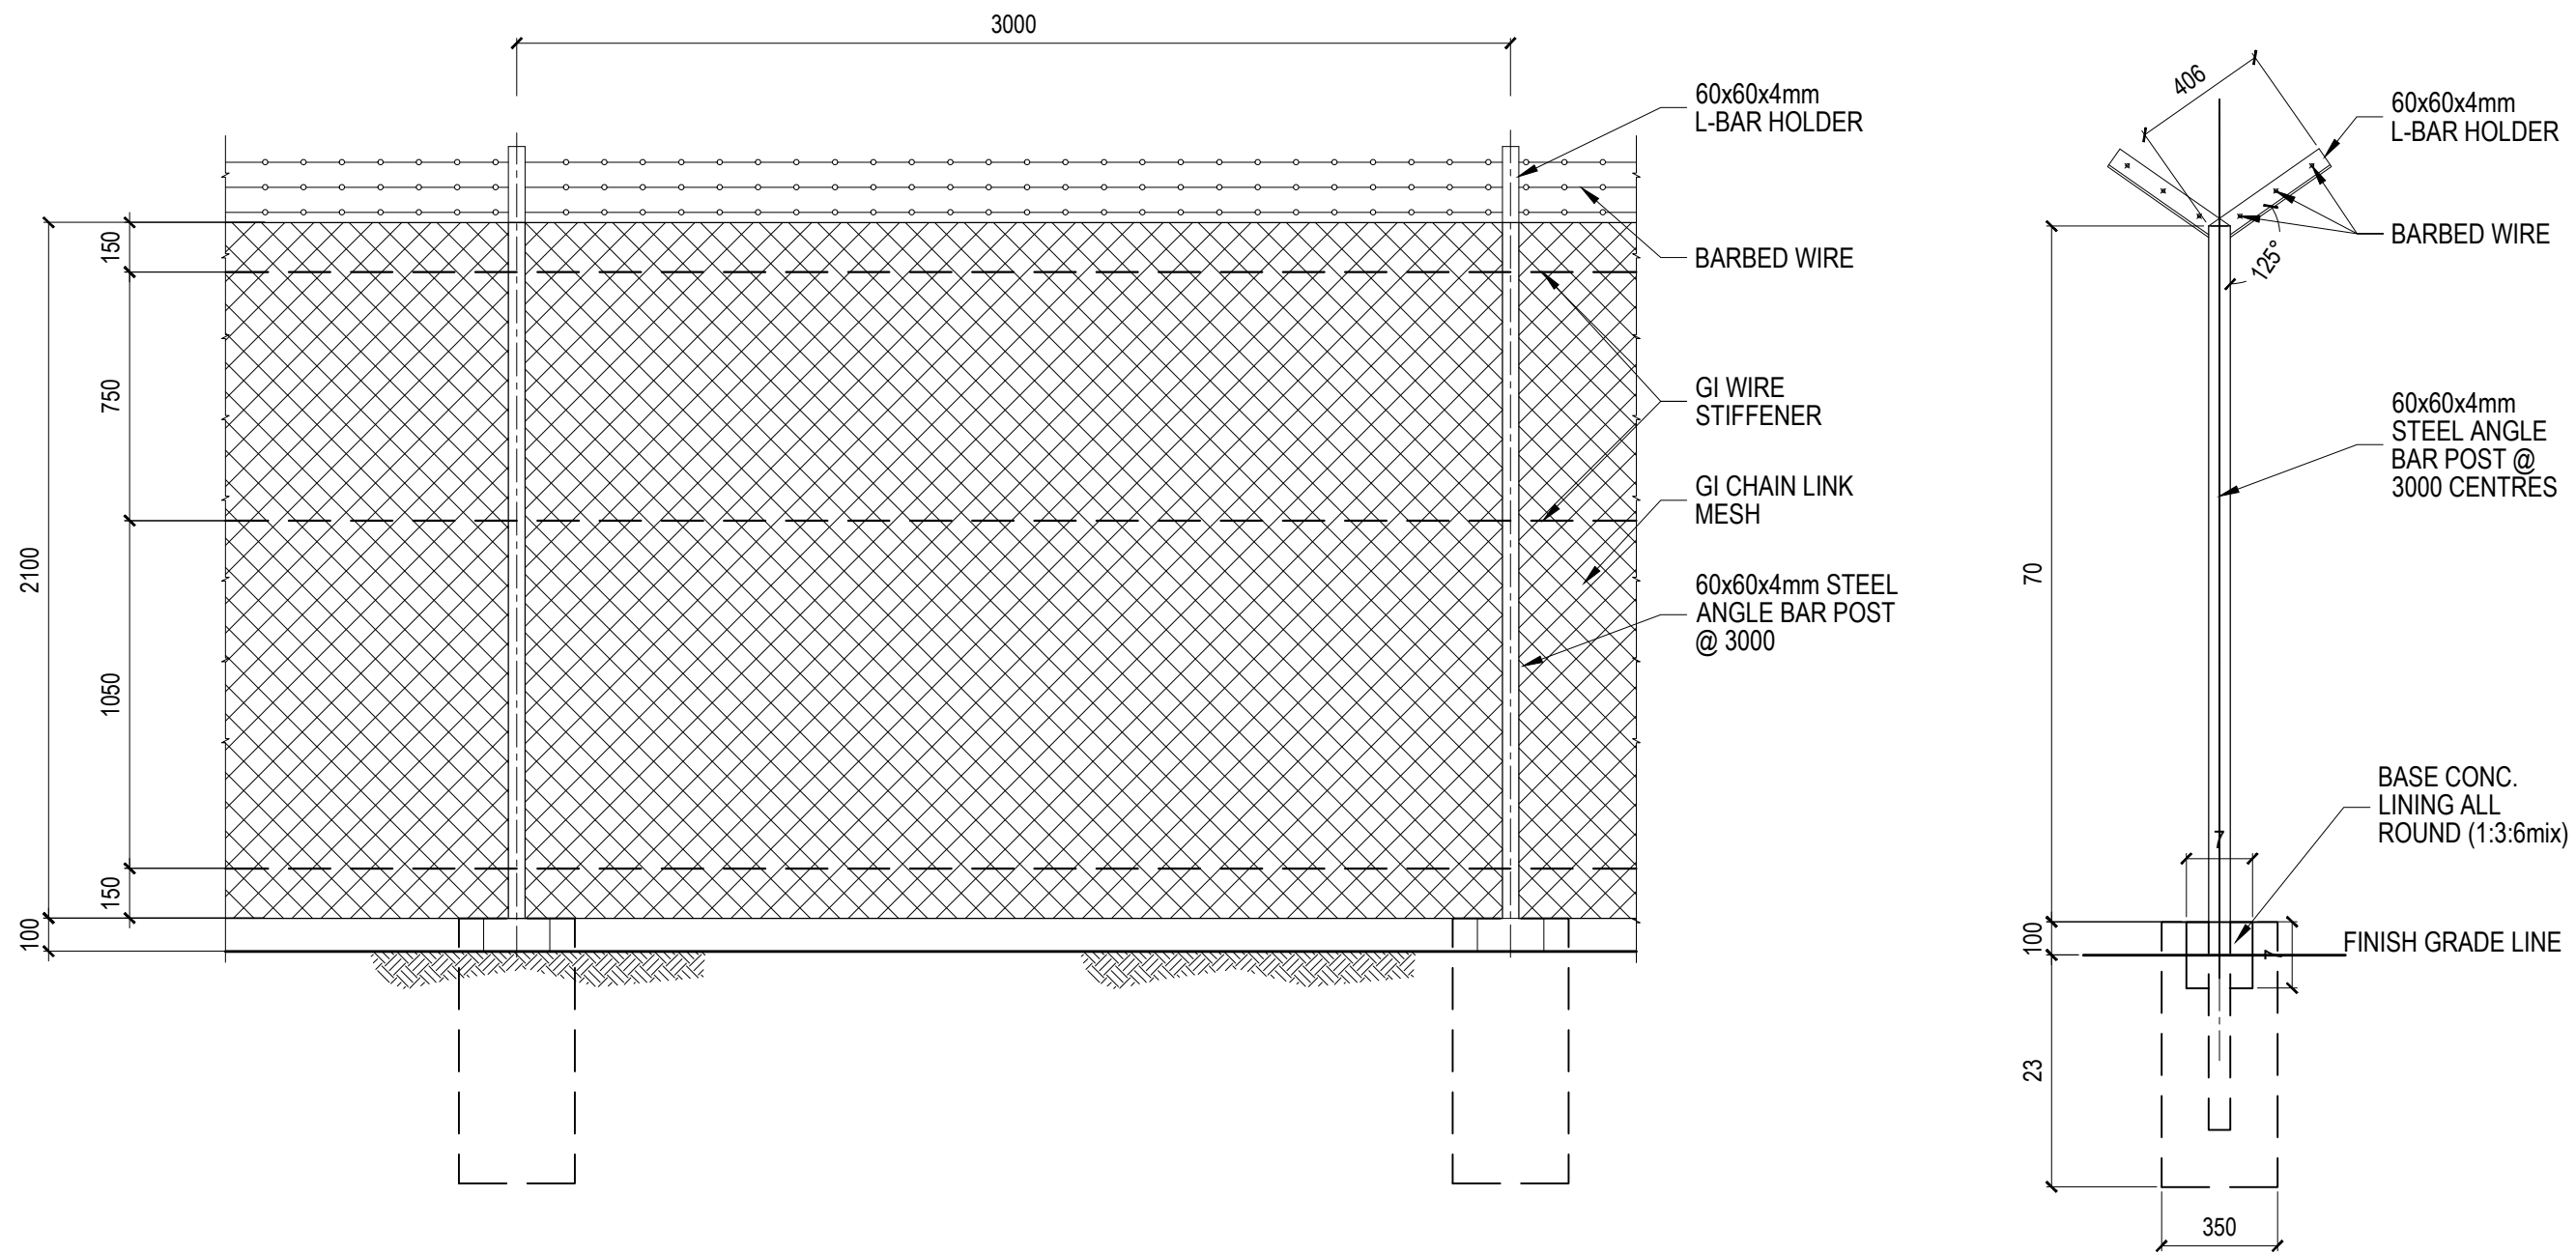 3000
60x60x4mm
L-BAR HOLDER
BARBED WIRE
GI WIRE
STIFFENER
GI CHAIN LINK
MESH
60x60x4mm STEEL
ANGLE BAR POST
@ 3000
150
750
1050
150
2100
100
406
60x60x4mm
L-BAR HOLDER
BARBED WIRE
125°
60x60x4mm
STEEL ANGLE
BAR POST @
3000 CENTRES
70
BASE CONC.
LINING ALL
ROUND (1:3:6mix)
7
7
100
FINISH GRADE LINE
23
350